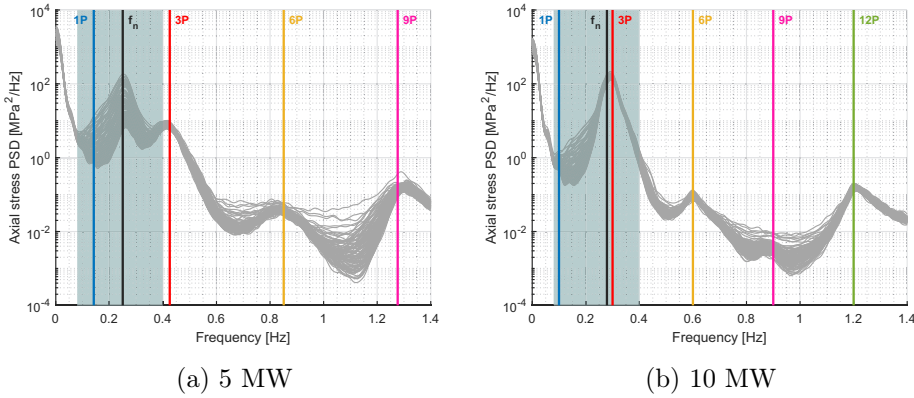 1P
fn
3P
6P
9P
10^4
10^2
10^0
10^-2
10^-4
Axial stress PSD [MPa^2/Hz]
0
0.2
0.4
0.6
0.8
1
1.2
1.4
Frequency [Hz]
(a) 5 MW
1P
fn
3P
6P
9P
12P
10^4
10^2
10^0
10^-2
10^-4
Axial stress PSD [MPa^2/Hz]
0
0.2
0.4
0.6
0.8
1
1.2
1.4
Frequency [Hz]
(b) 10 MW